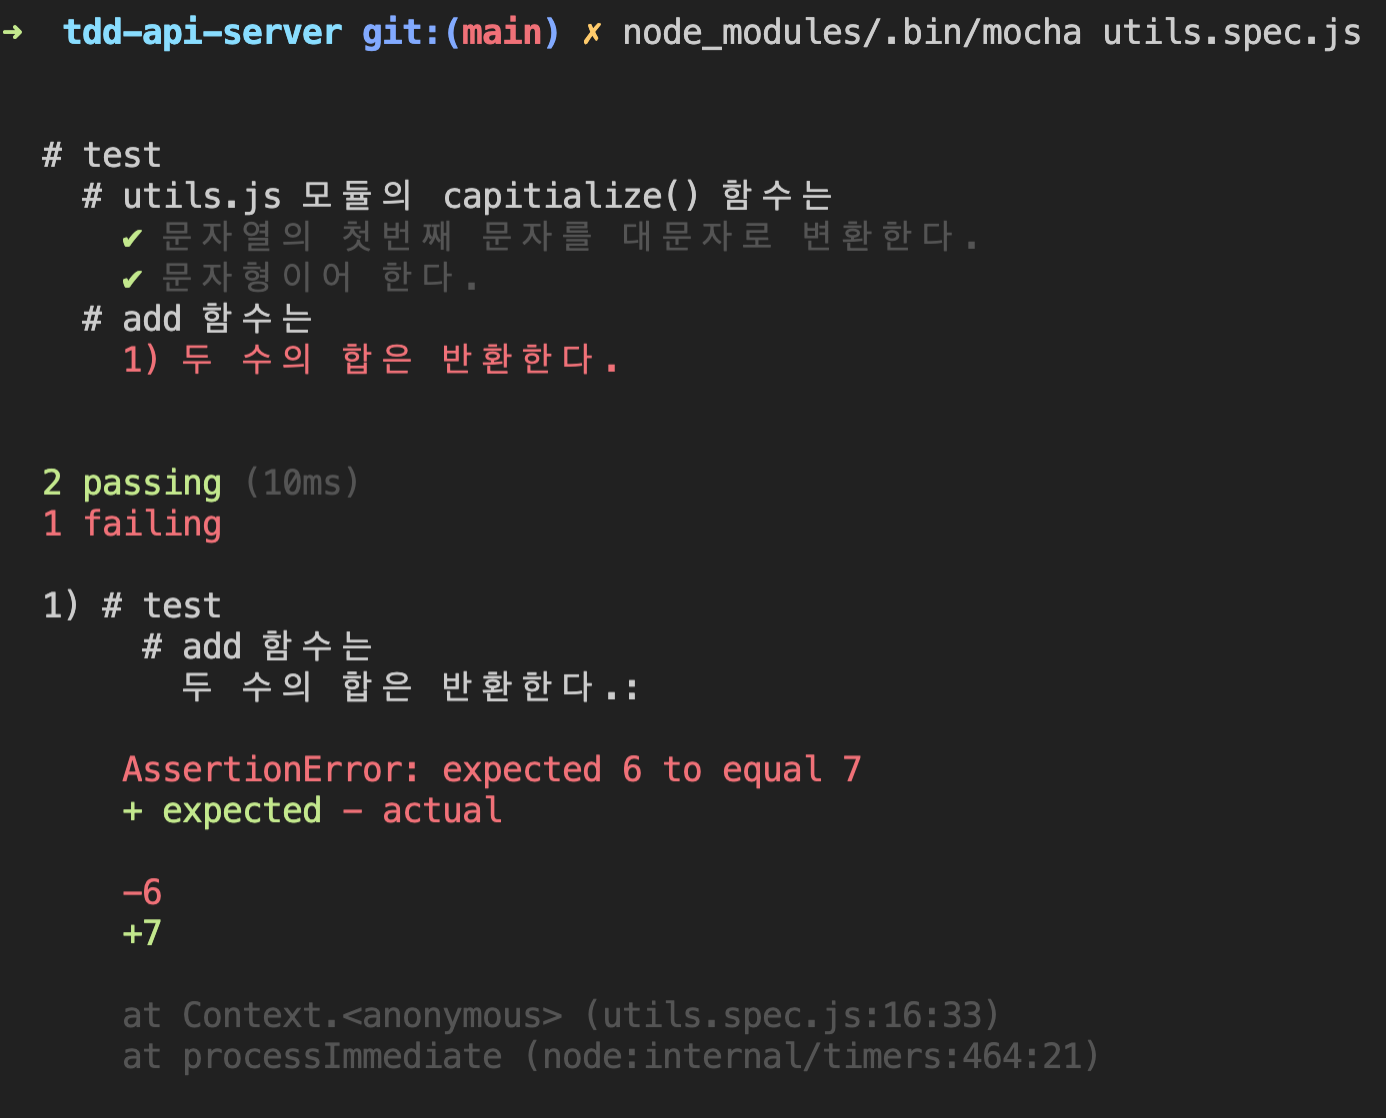 ➜ tdd-api-server git:(main) ✗ node_modules/.bin/mocha utils.spec.js
# test
# utils.js 모듈의 capitialize() 함수는
✔ 문자열의 첫번째 문자를 대문자로 변환한다.
✔ 문자형이어 한다.
# add 함수는
1) 두 수의 합은 반환한다.
2 passing (10ms)
1 failing
1) # test
# add 함수는
두 수의 합은 반환한다.:
AssertionError: expected 6 to equal 7
+ expected - actual
-6
+7
at Context.<anonymous> (utils.spec.js:16:33)
at processImmediate (node:internal/timers:464:21)